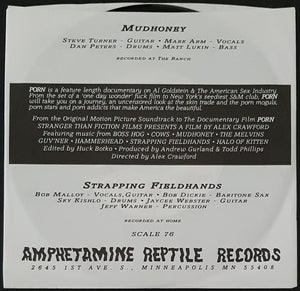 MUDHONEY
STEVE TURNER - GUITAR • MARK ARM - VOCALS
DAN PETERS - DRUMS • MATT LUKIN - BASS
RECORDED AT THE RANCH
PORN is a feature length documentary on Al Goldstein & The American Sex Industry.
From the set of a 'one day wonder' fuck film to New York's seediest S&M club, PORN
will take you on a journey, an uncensored look at the skin trade and the porn moguls,
porn stars and porn addicts that make America the beautiful.
From the Original Motion Picture Soundtrack to The Documentary Film PORN
STRANGER THAN FICTION FILMS PRESENTS A FILM BY ALEX CRAWFORD
Featuring music from BOSS HOG • COWS • MUDHONEY • THE MELVINS
GUV'NER • HAMMERHEAD • STRAPPING FIELDHANDS • HALO OF KITTEN
Edited by Huck Botko • Produced by Andrew Gurland & Todd Phillips
Directed by Alex Crawford
STRAPPING FIELDHANDS
BOB MALLOY - VOCALS, GUITAR • BOB DICKIE - BARITONE SAX
SKY KISHLO - DRUMS • JAYCEE WEBSTER - GUITAR
JEFF WARNER - PERCUSSION
RECORDED AT HOME
SCALE 76
AMPHETAMINE REPTILE RECORDS
2645 1ST AVE. S., MINNEAPOLIS MN 55408